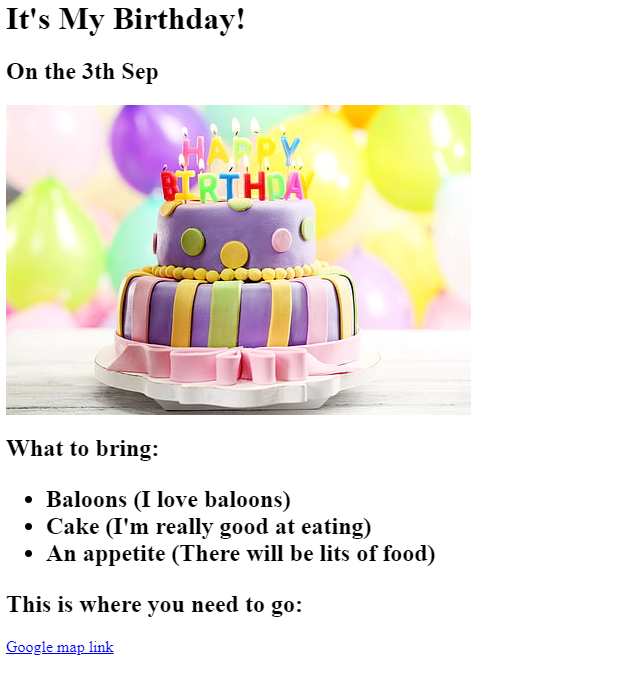 It's My Birthday!
On the 3th Sep
HAPPY
BIRTHDAY
What to bring:
• Baloons (I love baloons)
• Cake (I'm really good at eating)
• An appetite (There will be lits of food)
This is where you need to go:
Google map link